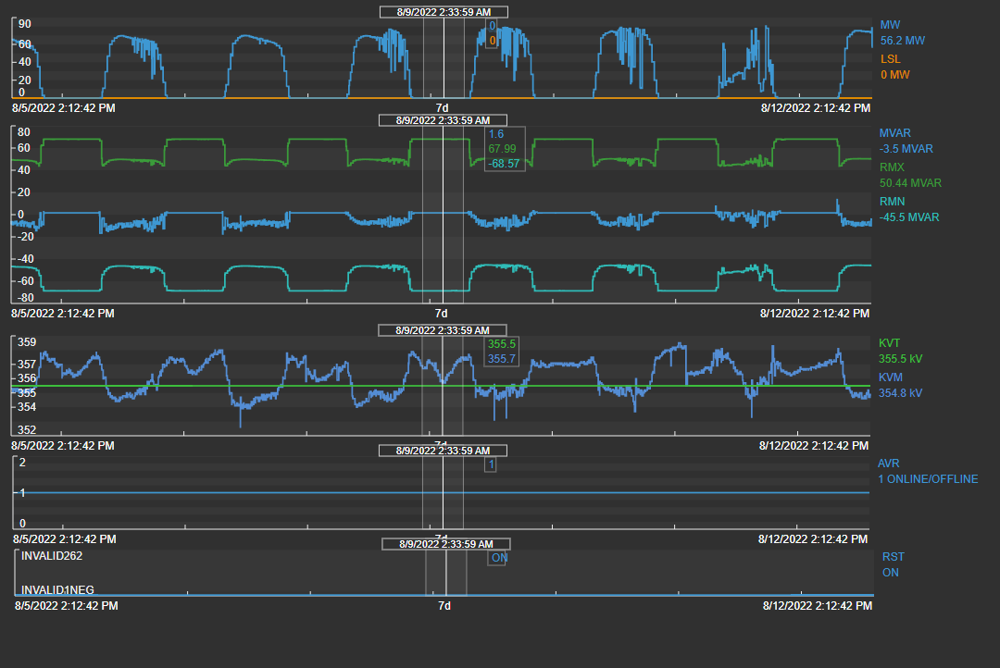 8/9/2022 2:33:59 AM
90
60
40
20
0
0
0
MW
56.2 MW
LSL
0 MW
8/5/2022 2:12:42 PM 7d 8/12/2022 2:12:42 PM
8/9/2022 2:33:59 AM
80
60
40
20
0
-20
-40
-60
-80
1.6
67.99
-68.57
MVAR
-3.5 MVAR
RMX
50.44 MVAR
RMN
-45.5 MVAR
8/5/2022 2:12:42 PM 7d 8/12/2022 2:12:42 PM
8/9/2022 2:33:59 AM
359
357
356
355
354
352
355.5
355.7
KVT
355.5 kV
KVM
354.8 kV
8/5/2022 2:12:42 PM 7d 8/12/2022 2:12:42 PM
8/9/2022 2:33:59 AM
2
1
0
1
AVR
1 ONLINE/OFFLINE
8/5/2022 2:12:42 PM 7d 8/12/2022 2:12:42 PM
8/9/2022 2:33:59 AM
INVALID262
INVALID1NEG
ON
RST
ON
8/5/2022 2:12:42 PM 7d 8/12/2022 2:12:42 PM